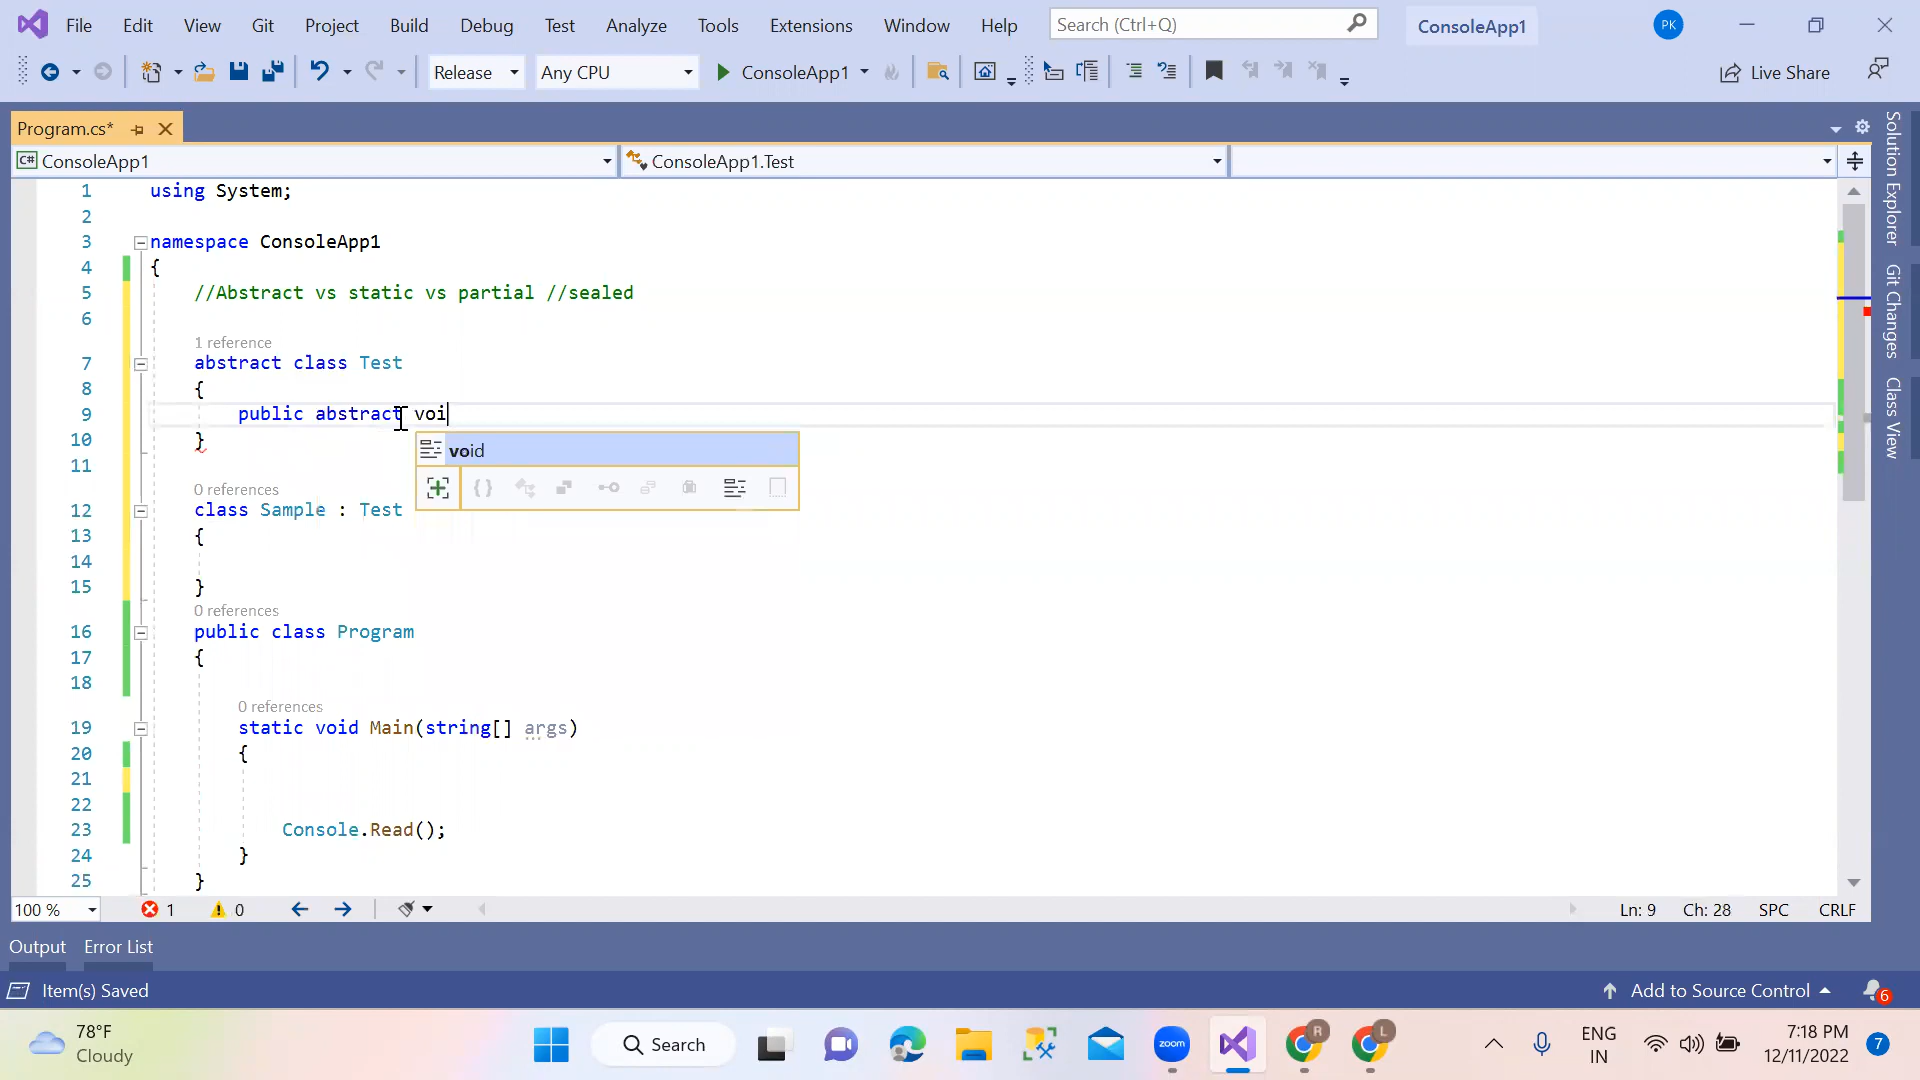 File Edit View Git Project Build Debug Test Analyze Tools Extensions Window Help Search (Ctrl+Q) ConsoleApp1 PK
Release Any CPU ConsoleApp1 Live Share
Program.cs*
C# ConsoleApp1 ConsoleApp1.Test
1 using System;
2
3 namespace ConsoleApp1
4 {
5 //Abstract vs static vs partial //sealed
6
1 reference
7 abstract class Test
8 {
9 public abstract voi
void
10 }
11
0 references
12 class Sample : Test
13 {
14
15 }
0 references
16 public class Program
17 {
18
0 references
19 static void Main(string[] args)
20 {
21
22
23 Console.Read();
24 }
25 }
Solution Explorer
Git Changes
Class View
100 % 1 0 Ln: 9 Ch: 28 SPC CRLF
Output Error List
Item(s) Saved Add to Source Control 6
78°F
Cloudy
Search
zoom
R
L
ENG
IN
7:18 PM
12/11/2022
7